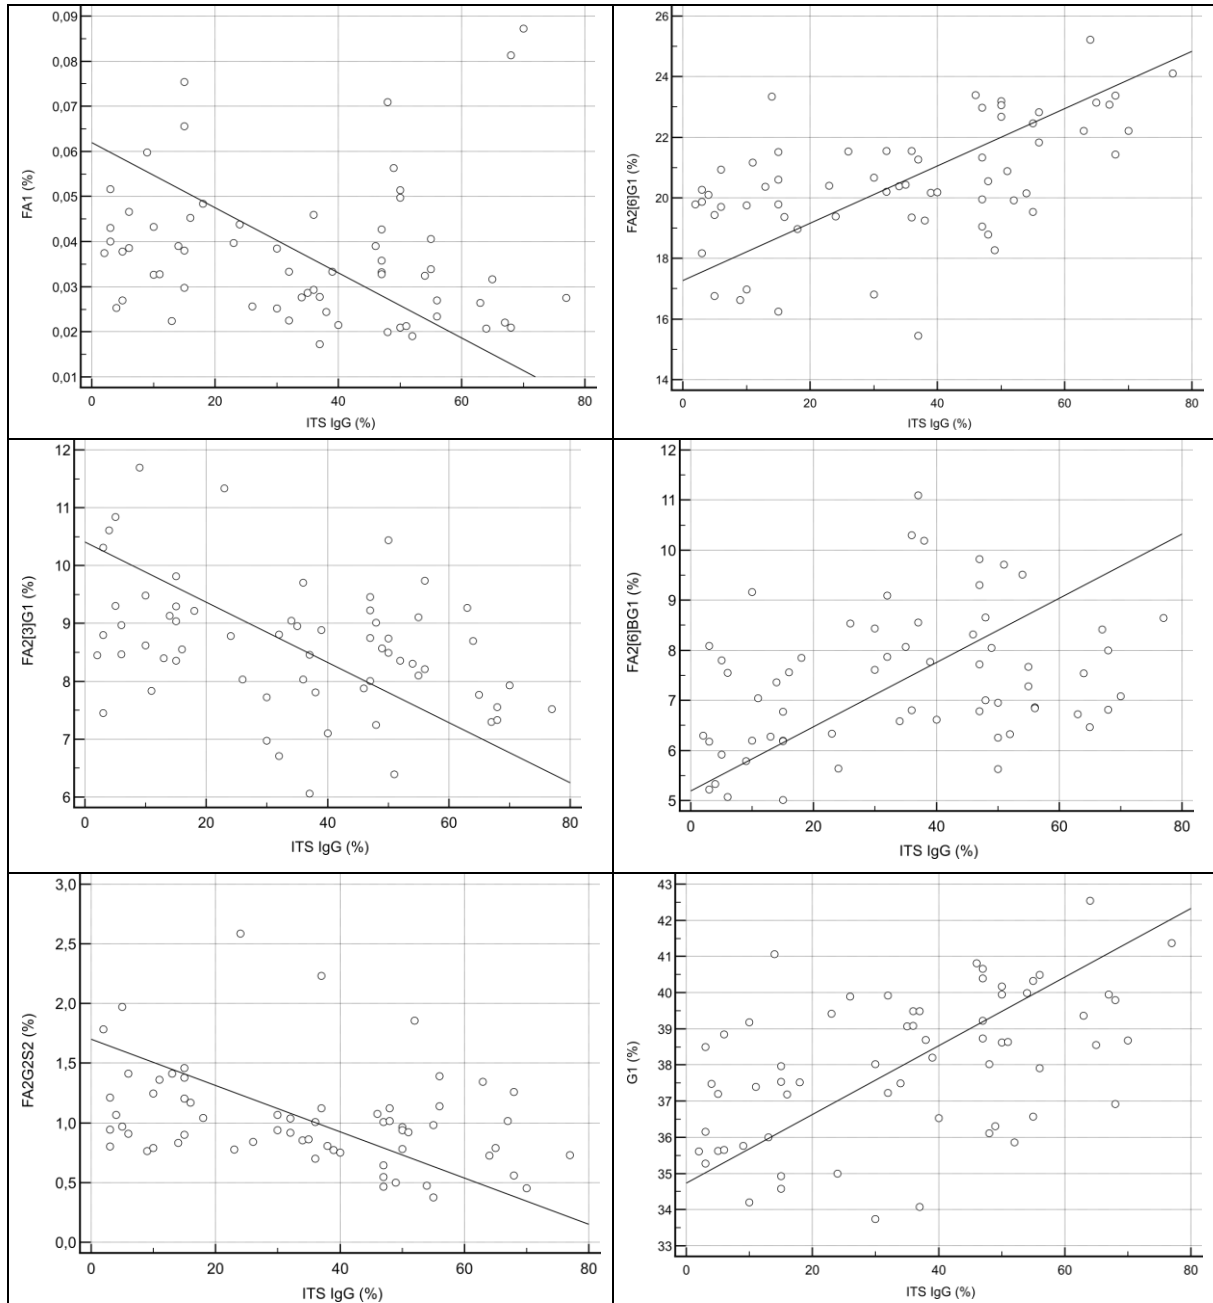 0,09
0,08
0,07
0,06
0,05
0,04
0,03
0,02
0,01
FA1 (%)
0 20 40 60 80
ITS IgG (%)
26
24
22
20
18
16
14
FA2[6]G1 (%)
0 20 40 60 80
ITS IgG (%)
12
11
10
9
8
7
6
FA2[3]G1 (%)
0 20 40 60 80
ITS IgG (%)
12
11
10
9
8
7
6
5
FA2[6]BG1 (%)
0 20 40 60 80
ITS IgG (%)
3,0
2,5
2,0
1,5
1,0
0,5
0,0
FA2G2S2 (%)
0 20 40 60 80
ITS IgG (%)
43
42
41
40
39
38
37
36
35
34
33
G1 (%)
0 20 40 60 80
ITS IgG (%)